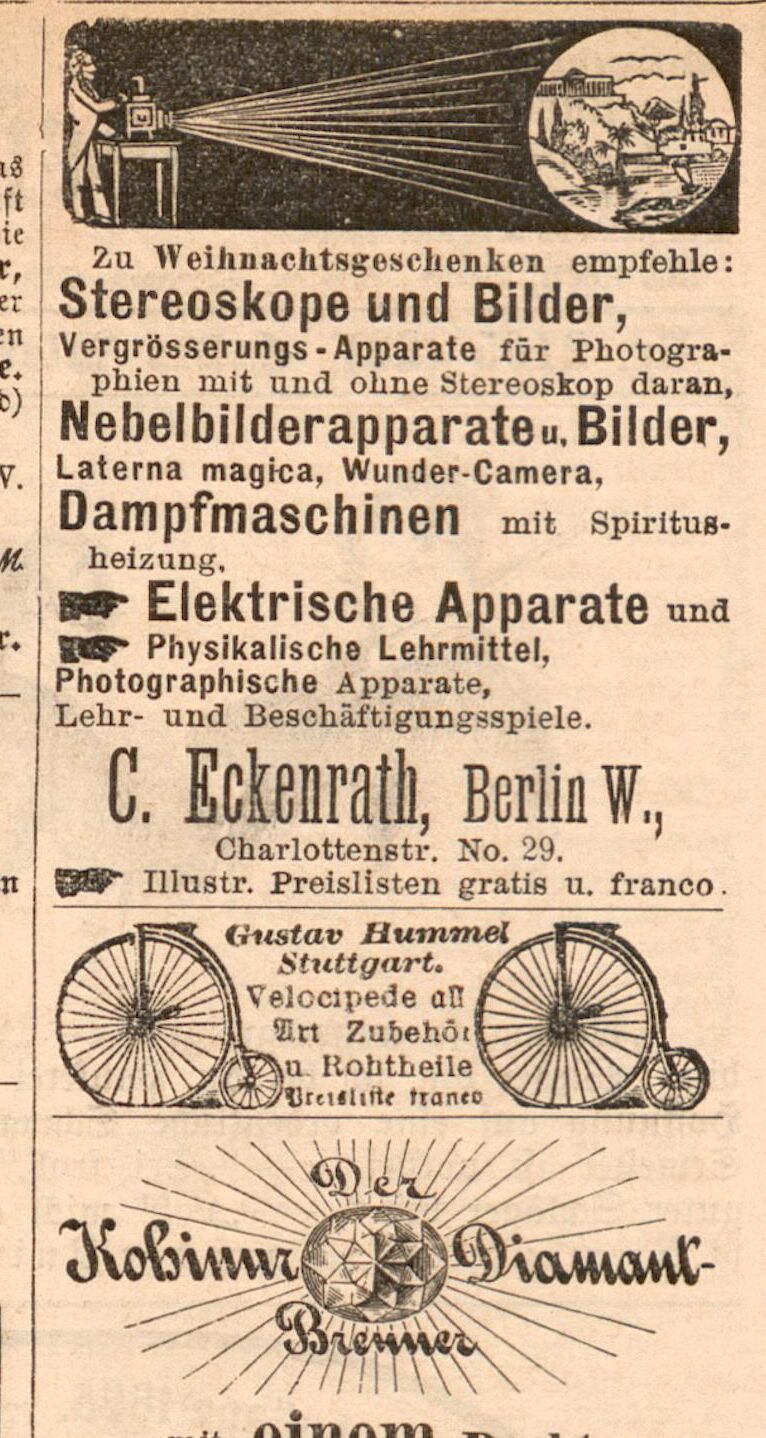 Zu Weihnachtsgeschenken empfehle:
Stereoskope und Bilder,
Vergrösserungs-Apparate für Photogra-
phien mit und ohne Stereoskop daran,
Nebelbilderapparate u. Bilder,
Laterna magica, Wunder-Camera,
Dampfmaschinen mit Spiritus-
heizung,
Elektrische Apparate und
Physikalische Lehrmittel,
Photographische Apparate,
Lehr- und Beschäftigungsspiele.
C. Eckenrath, Berlin W.,
Charlottenstr. No. 29.
Illustr. Preislisten gratis u. franco.
Gustav Hummel
Stuttgart.
Velocipede all
Art Zubehör
u. Rohtheile
Preisliste franco
Der
Kohinur Diamant-
Brenner
einem